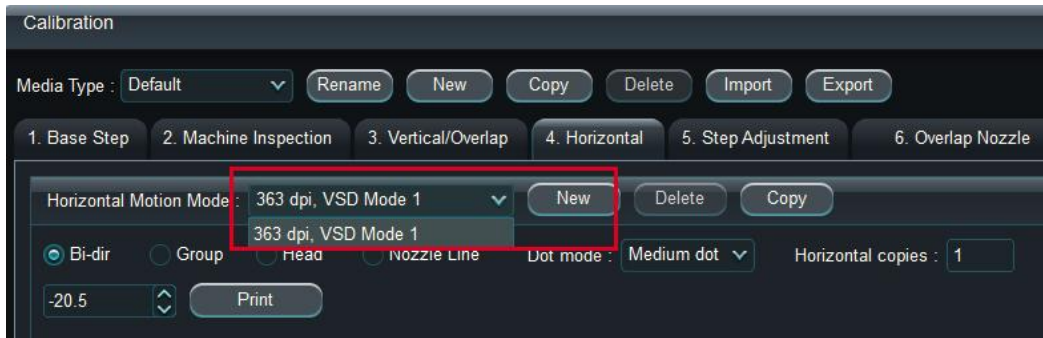 Calibration
Media Type : Default Rename New Copy Delete Import Export
1. Base Step 2. Machine Inspection 3. Vertical/Overlap 4. Horizontal 5. Step Adjustment 6. Overlap Nozzle
Horizontal Motion Mode : 363 dpi, VSD Mode 1 New Delete Copy
363 dpi, VSD Mode 1
Bi-dir Group Head Nozzle Line Dot mode : Medium dot Horizontal copies : 1
-20.5 Print